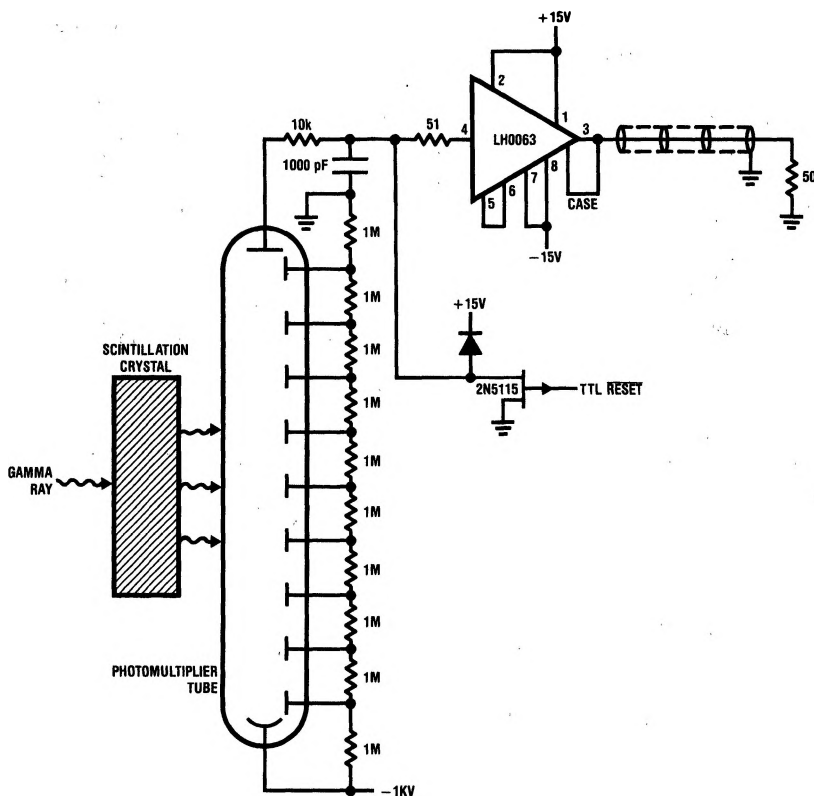 +15V
2
10k
51
4
LH0063
1
3
8
1000 pF
7
6
5
CASE
50
-15V
1M
1M
+15V
1M
SCINTILLATION
CRYSTAL
2N5115
TTL RESET
1M
1M
GAMMA
RAY
1M
1M
1M
PHOTOMULTIPLIER
TUBE
1M
1M
-1KV